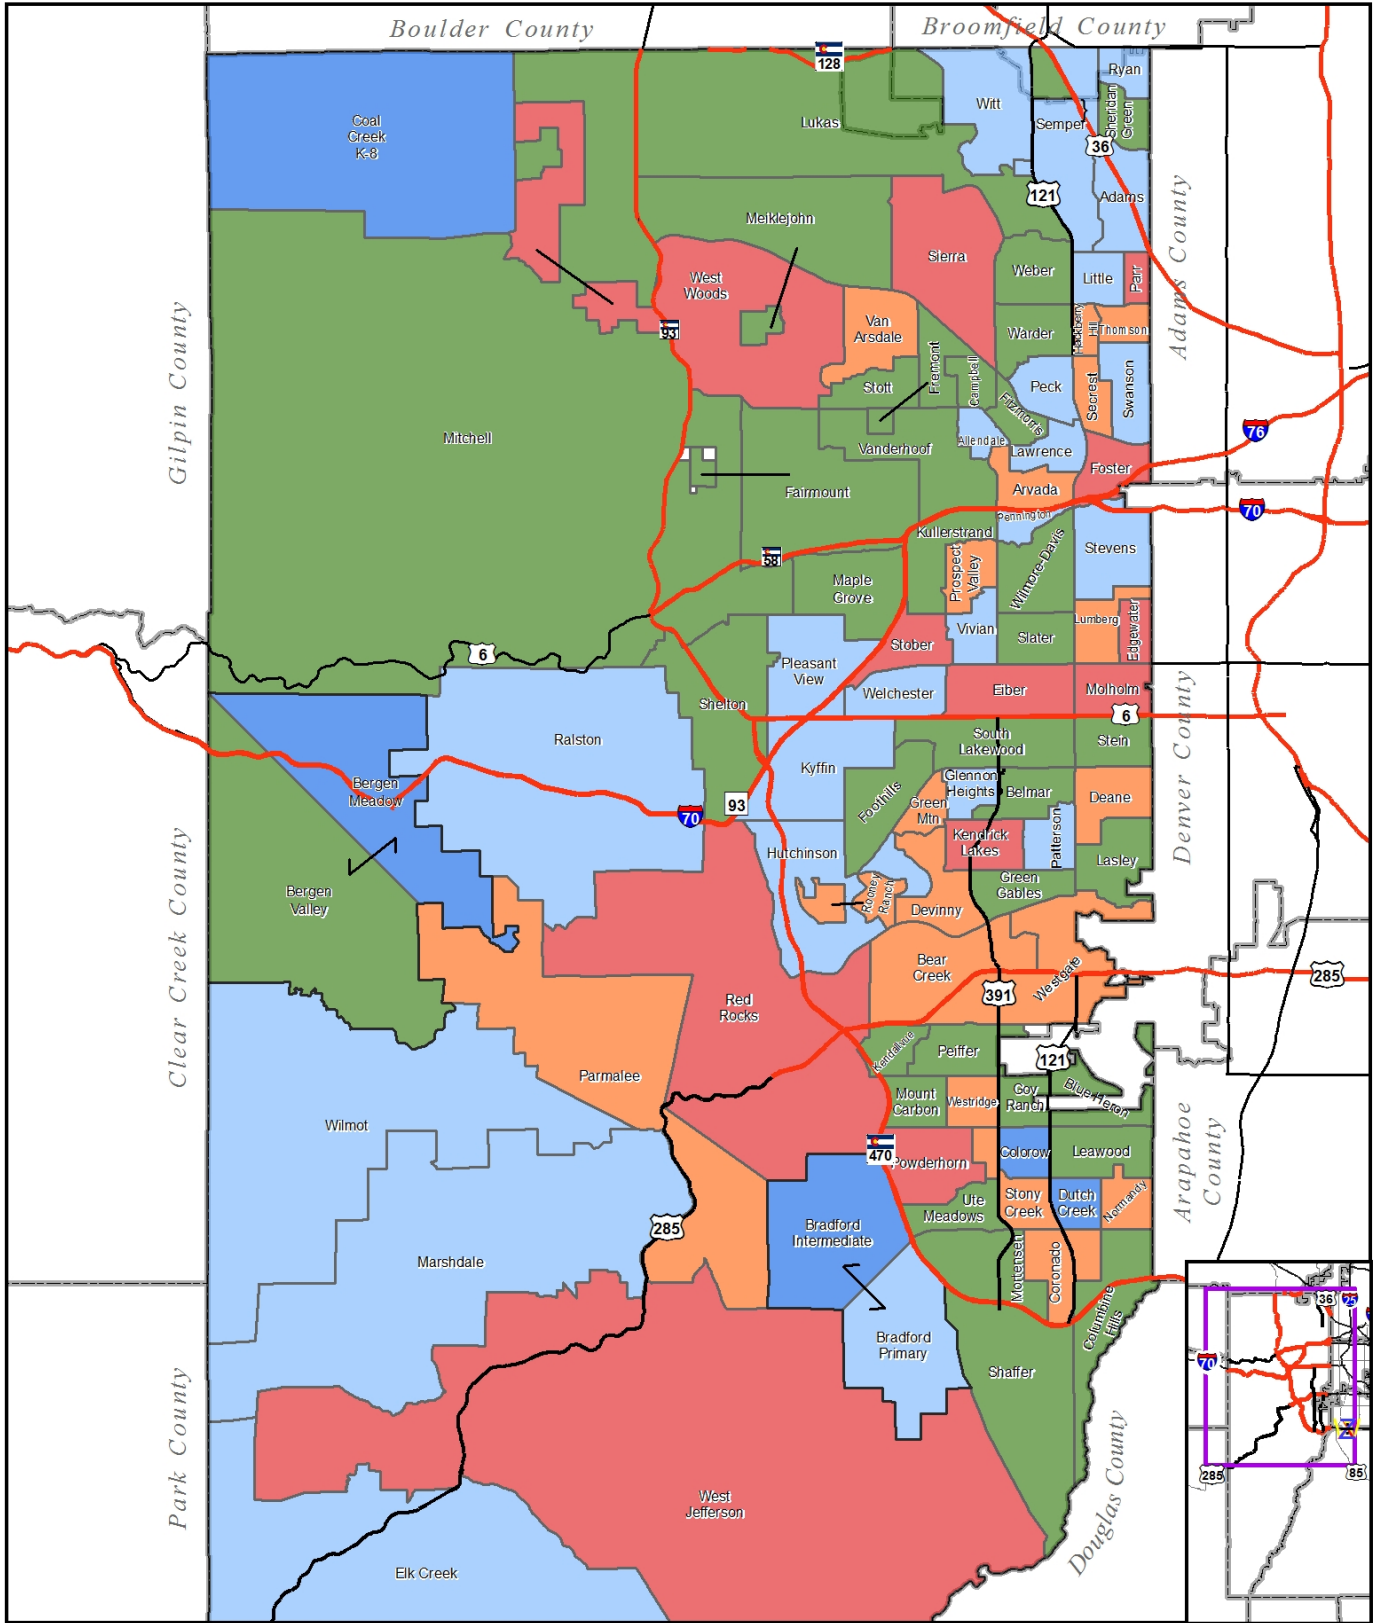 Boulder County
Broomfield County
128
Ryan
Witt
Coal
Creek
K-8
Lukas
Semper
Sheridan
Green
36
121
Adams
Meiklejohn
Adams County
Sierra
West
Woods
Weber
Little
Parr
Gilpin County
Van
Arsdale
Warder
Hackberry
Hill
Thomson
93
Fremont
Campbell
Stott
Peck
Secrest
Swanson
Fitzmorris
Mitchell
Vanderhoof
Allendale
Lawrence
76
Foster
Fairmount
Arvada
70
Pennington
Kullerstrand
Stevens
58
Prospect
Valley
Wilmore-Davis
Maple
Grove
Lumberg
Edgewater
Vivian
Slater
Stober
6
Pleasant
View
Welchester
Eiber
Molholm
Shelton
6
Denver County
Ralston
South
Lakewood
Stein
Kyffin
Bergen
Meadow
Foothills
Glennon
Heights
Belmar
Deane
Green
Mtn
93
70
Kendrick
Lakes
Patterson
Hutchinson
Lasley
Clear Creek County
Bergen
Valley
Rooney
Ranch
Green
Gables
Devinny
Bear
Creek
Westgate
285
391
Red
Rocks
Kendallvue
Peiffer
121
Parmalee
Mount
Carbon
Westridge
Gov
Ranch
Blue Heron
Wilmot
Arapahoe
County
470
Powderhorn
Colorow
Leawood
Ute
Meadows
Stony
Creek
Dutch
Creek
Normandy
285
Bradford
Intermediate
Marshdale
Mortensen
Coronado
Columbine
Hills
36
25
Bradford
Primary
70
Shaffer
Park County
Douglas County
West
Jefferson
285
85
Elk Creek